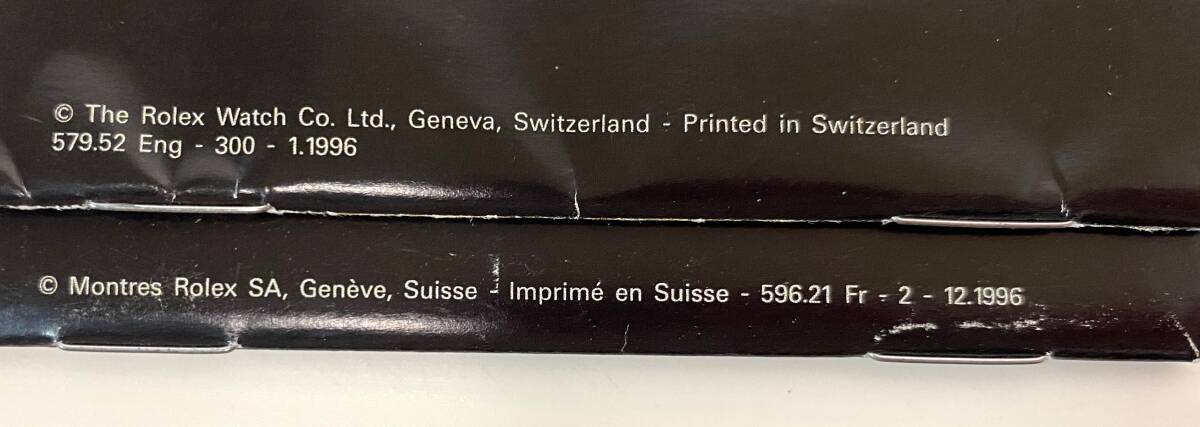 © The Rolex Watch Co. Ltd., Geneva, Switzerland - Printed in Switzerland
579.52 Eng - 300 - 1.1996
© Montres Rolex SA, Genève, Suisse - Imprimé en Suisse - 596.21 Fr - 2 - 12.1996